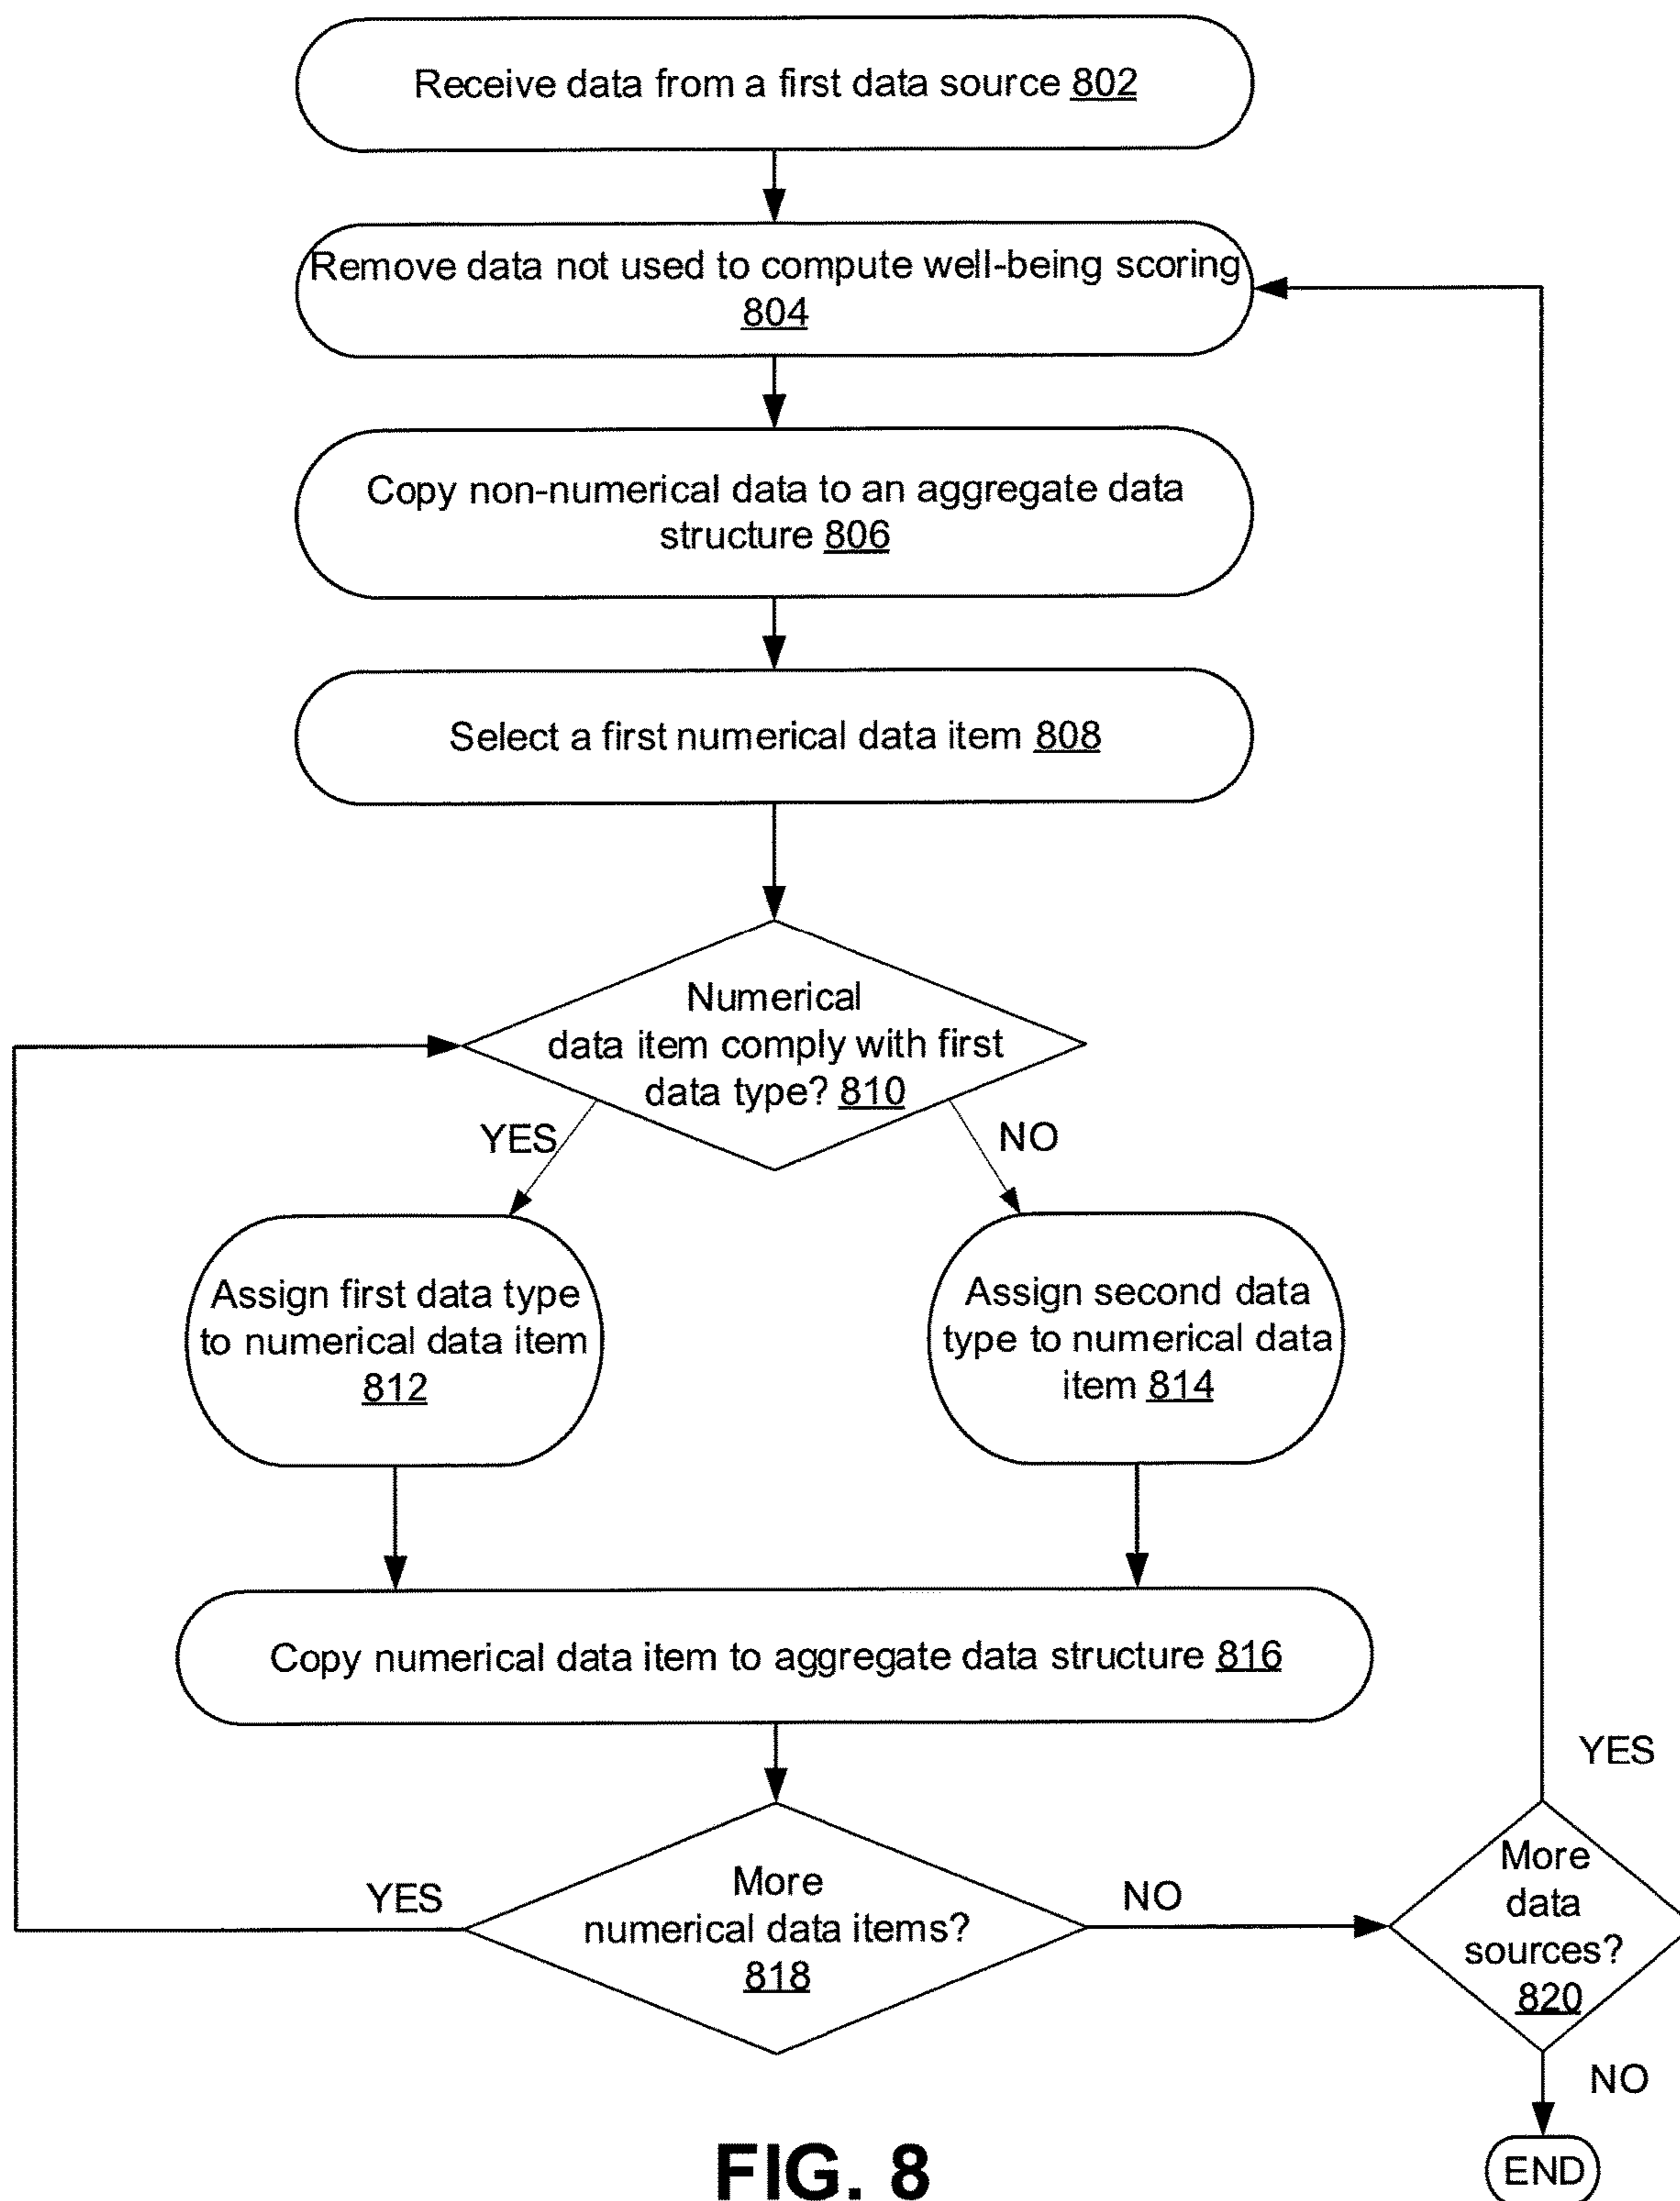 Receive data from a first data source 802
Remove data not used to compute well-being scoring
804
Copy non-numerical data to an aggregate data
structure 806
Select a first numerical data item 808
Numerical
data item comply with first
data type? 810
YES
NO
Assign first data type
to numerical data item
812
Assign second data
type to numerical data
item 814
Copy numerical data item to aggregate data structure 816
More
numerical data items?
818
YES
NO
More
data
sources?
820
YES
NO
END
FIG. 8